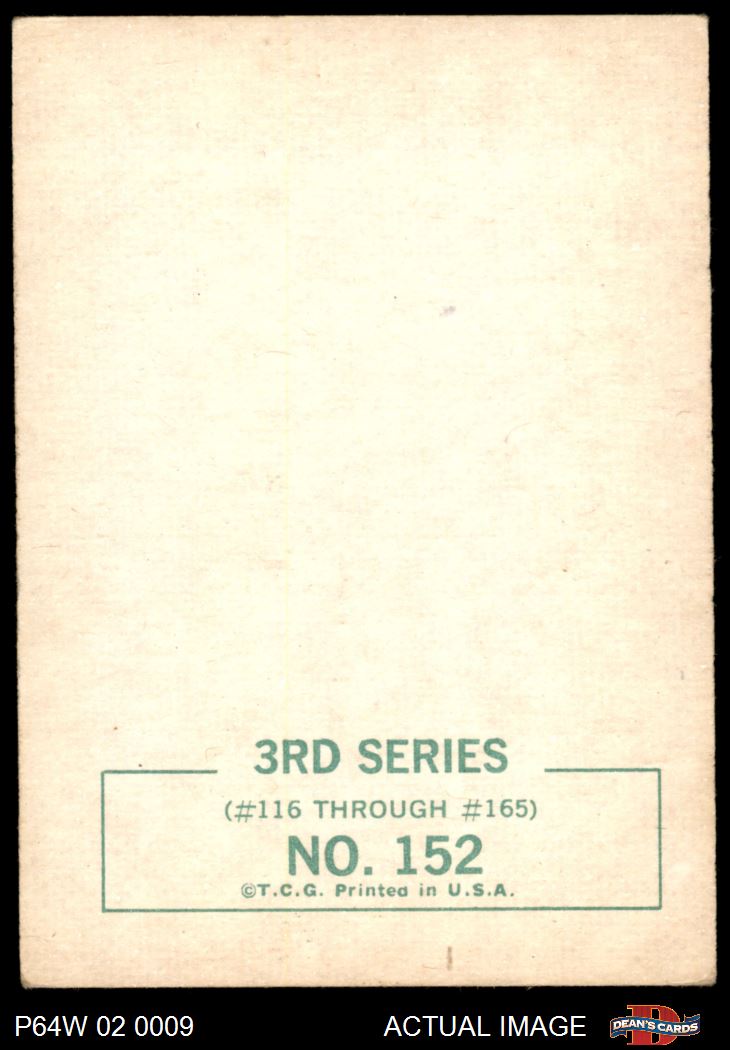 3RD SERIES
(#116 THROUGH #165)
NO. 152
©T.C.G. Printed in U.S.A.
P64W 02 0009
ACTUAL IMAGE
DEAN'S CARDS